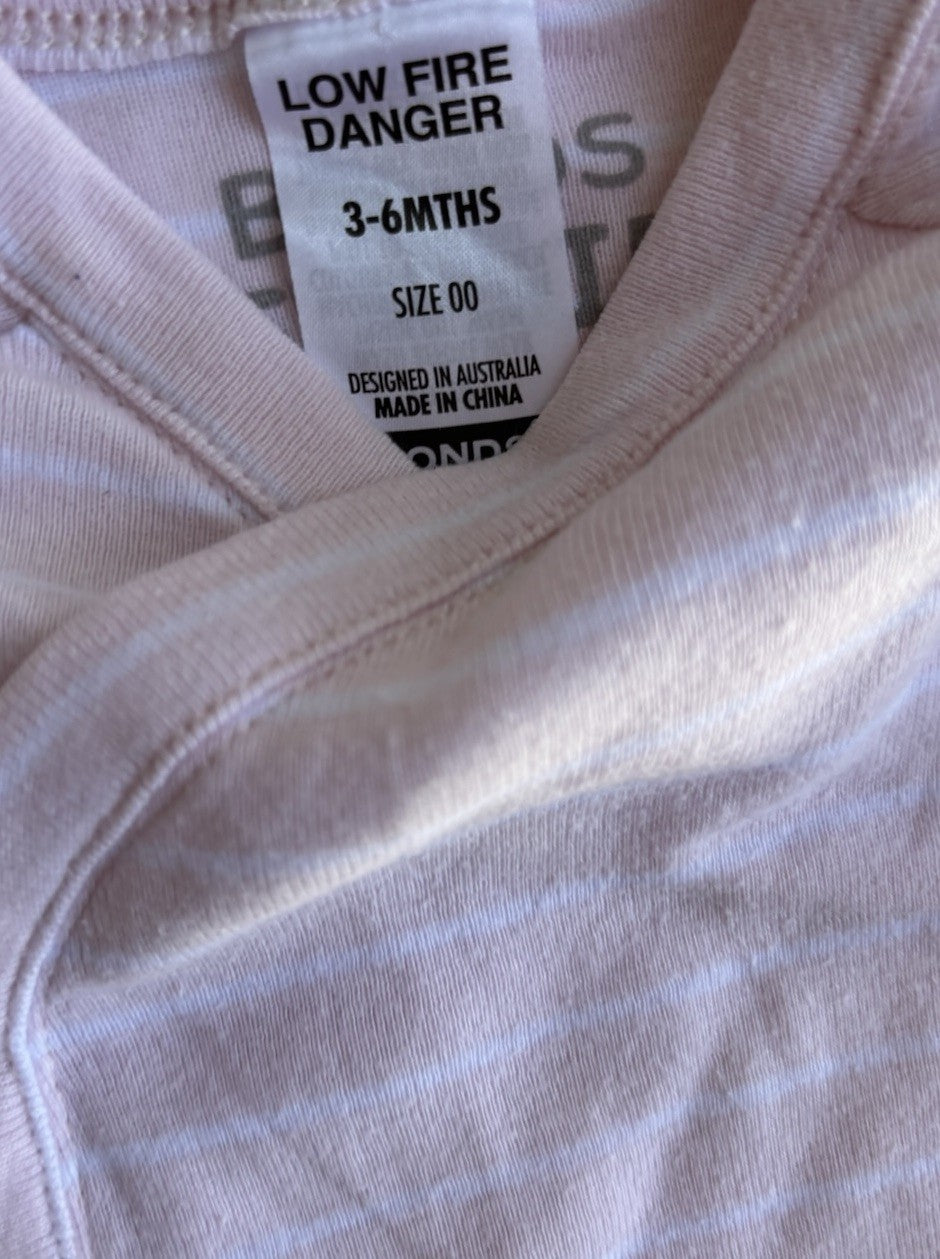 LOW FIRE
DANGER
3-6MTHS
SIZE 00
DESIGNED IN AUSTRALIA
MADE IN CHINA